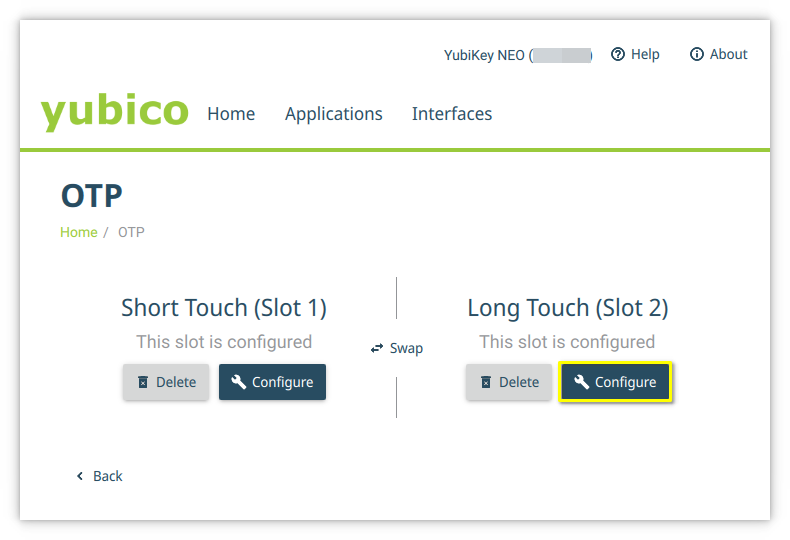 YubiKey NEO ( ) Help About
yubico Home Applications Interfaces
OTP
Home / OTP
Short Touch (Slot 1)
This slot is configured
Delete Configure
Swap
Long Touch (Slot 2)
This slot is configured
Delete Configure
Back